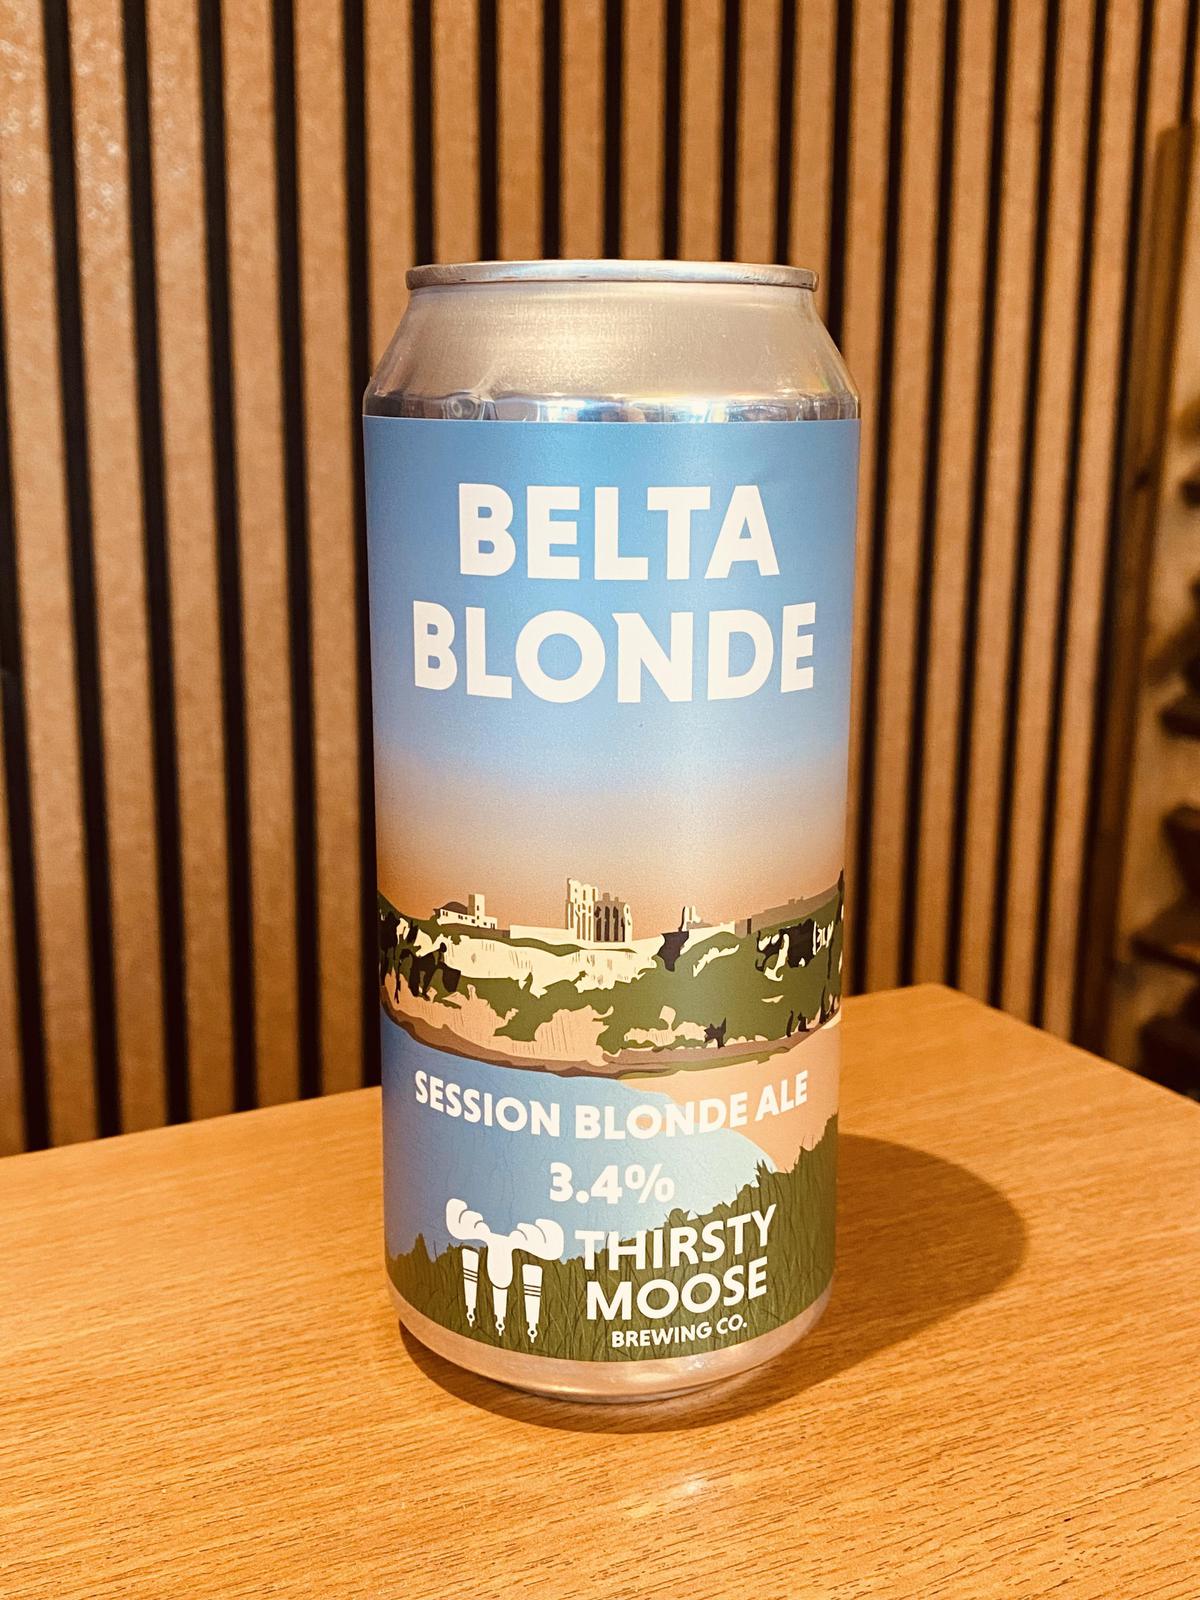 BELTA
BLONDE
SESSION BLONDE ALE
3.4%
THIRSTY
MOOSE
BREWING CO.